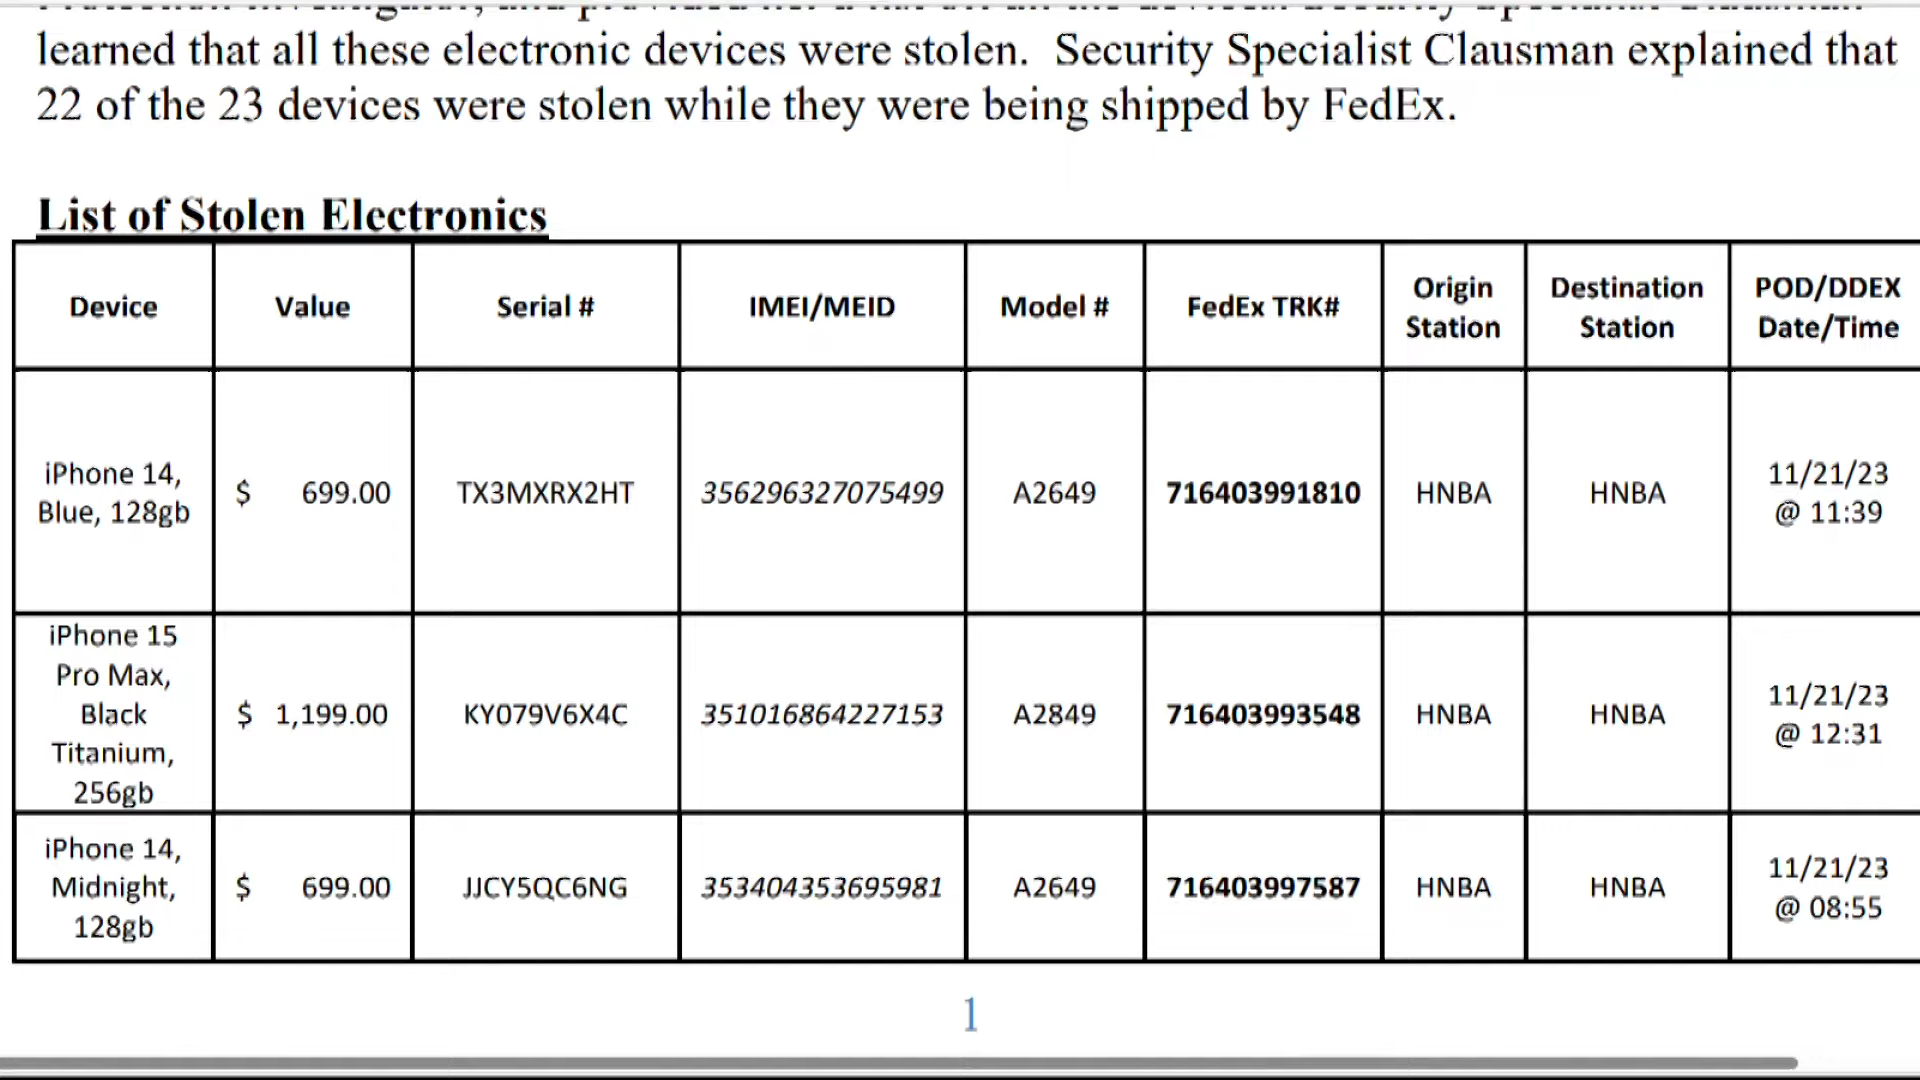 learned that all these electronic devices were stolen. Security Specialist Clausman explained that
22 of the 23 devices were stolen while they were being shipped by FedEx.
List of Stolen Electronics
Device Value Serial # IMEI/MEID Model # FedEx TRK# Origin Station Destination Station POD/DDEX Date/Time
iPhone 14, Blue, 128gb $ 699.00 TX3MXRX2HT 356296327075499 A2649 716403991810 HNBA HNBA 11/21/23 @ 11:39
iPhone 15 Pro Max, Black Titanium, 256gb $ 1,199.00 KY079V6X4C 351016864227153 A2849 716403993548 HNBA HNBA 11/21/23 @ 12:31
iPhone 14, Midnight, 128gb $ 699.00 JJCY5QC6NG 353404353695981 A2649 716403997587 HNBA HNBA 11/21/23 @ 08:55
1